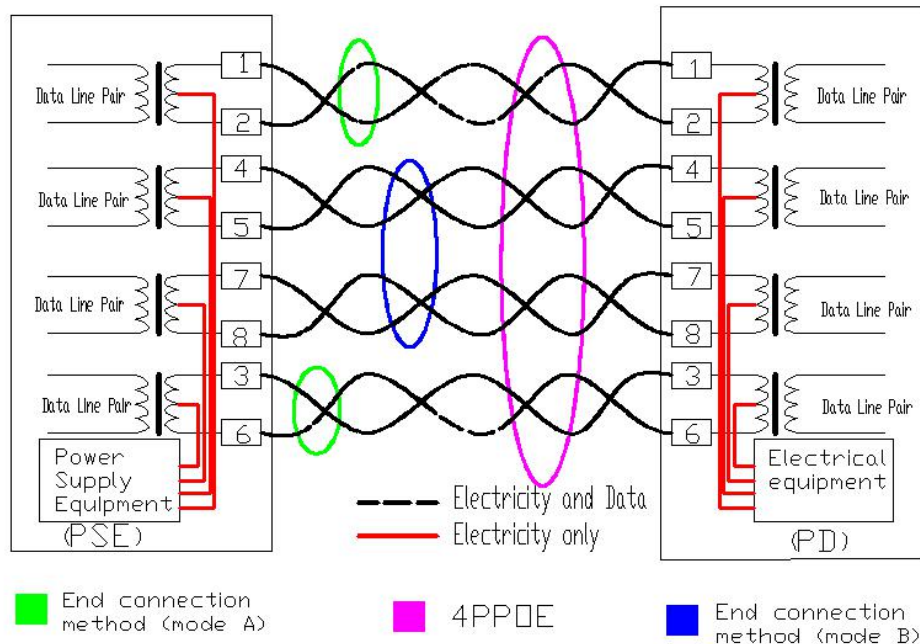 1
Data Line Pair
2
4
Data Line Pair
5
7
Data Line Pair
8
3
Data Line Pair
6
Power
Supply
Equlpment
(PSE)
1
Data Line Pair
2
4
Data Line Pair
5
7
Data Line Pair
8
3
Data Line Pair
6
Electrical
equipment
(PD)
Electricity and Data
Electricity only
End connection
method (mode A)
4PPOE
End connection
method (mode B)